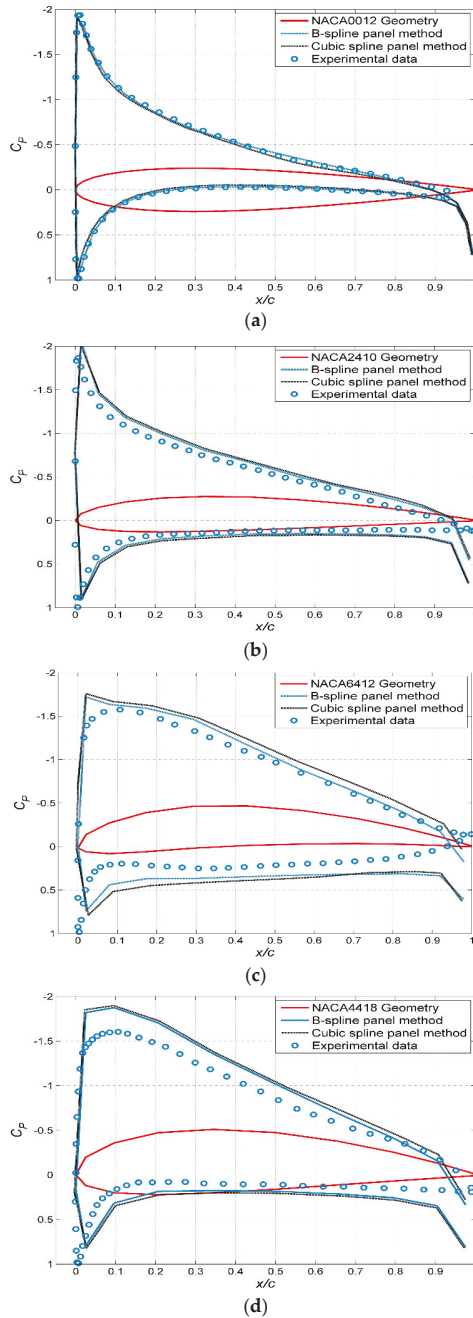 -2
NACA0012 Geometry
B-spline panel method
-1.5
Cubic spline panel method
Experimental data
-1
-0.5
Cp
0
0.5
1
0 0.1 0.2 0.3 0.4 0.5 0.6 0.7 0.8 0.9 1
x/c
(a)
-2
NACA2410 Geometry
B-spline panel method
-1.5
Cubic spline panel method
Experimental data
-1
-0.5
Cp
0
0.5
1
0 0.1 0.2 0.3 0.4 0.5 0.6 0.7 0.8 0.9 1
x/c
(b)
-2
NACA6412 Geometry
B-spline panel method
-1.5
Cubic spline panel method
Experimental data
-1
-0.5
Cp
0
0.5
1
0 0.1 0.2 0.3 0.4 0.5 0.6 0.7 0.8 0.9 1
x/c
(c)
-2
NACA4418 Geometry
B-spline panel method
-1.5
Cubic spline panel method
Experimental data
-1
-0.5
Cp
0
0.5
1
0 0.1 0.2 0.3 0.4 0.5 0.6 0.7 0.8 0.9 1
x/c
(d)